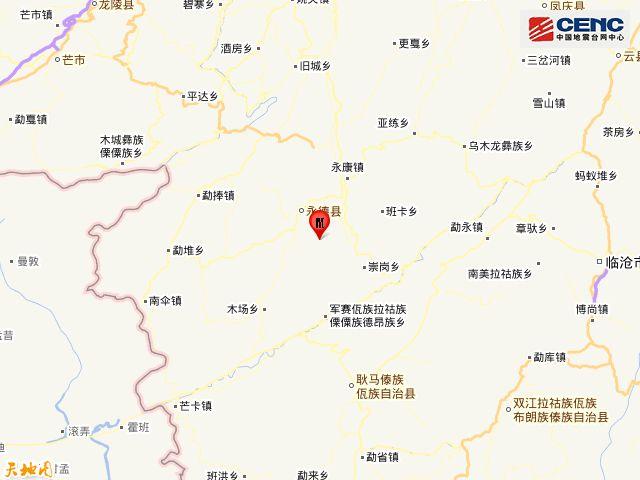 芒市镇
龙陵县
碧寨乡
凤庆县
CENC
中国地震台网中心
酒房乡
更戛乡
云县
芒市
旧城乡
三岔河镇
平达乡
雪山镇
勐戛镇
木城彝族
傈僳族乡
亚练乡
茶房乡
乌木龙彝族乡
永康镇
蚂蚁堆乡
勐捧镇
永德县
班卡乡
勐永镇
章驮乡
勐堆乡
曼敦
崇岗乡
南美拉祜族乡
临沧市
南伞镇
木场乡
军赛佤族拉祜族
傈僳族德昂族乡
博尚镇
孟昔
勐库镇
耿马傣族
佤族自治县
双江拉祜族佤族
布朗族傣族自治县
芒卡镇
滚弄
霍班
勐省镇
天地图
班洪乡
勐来乡